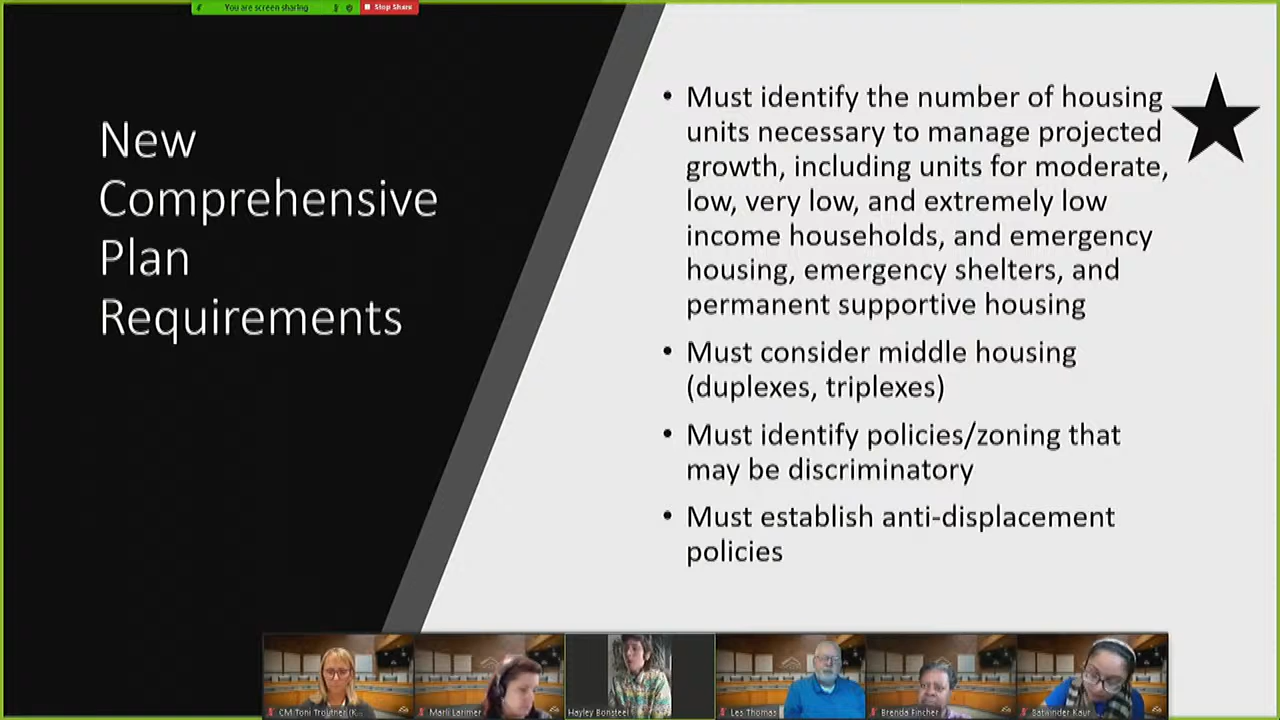 You are screen sharing
Stop Share
New
Comprehensive
Plan
Requirements
• Must identify the number of housing
units necessary to manage projected
growth, including units for moderate,
low, very low, and extremely low
income households, and emergency
housing, emergency shelters, and
permanent supportive housing
• Must consider middle housing
(duplexes, triplexes)
• Must identify policies/zoning that
may be discriminatory
• Must establish anti-displacement
policies
CM Toni Troutner (K...
Marli Larimer
Hayley Bonsteel
Les Thomas
Brenda Fincher
Satwinder Kaur